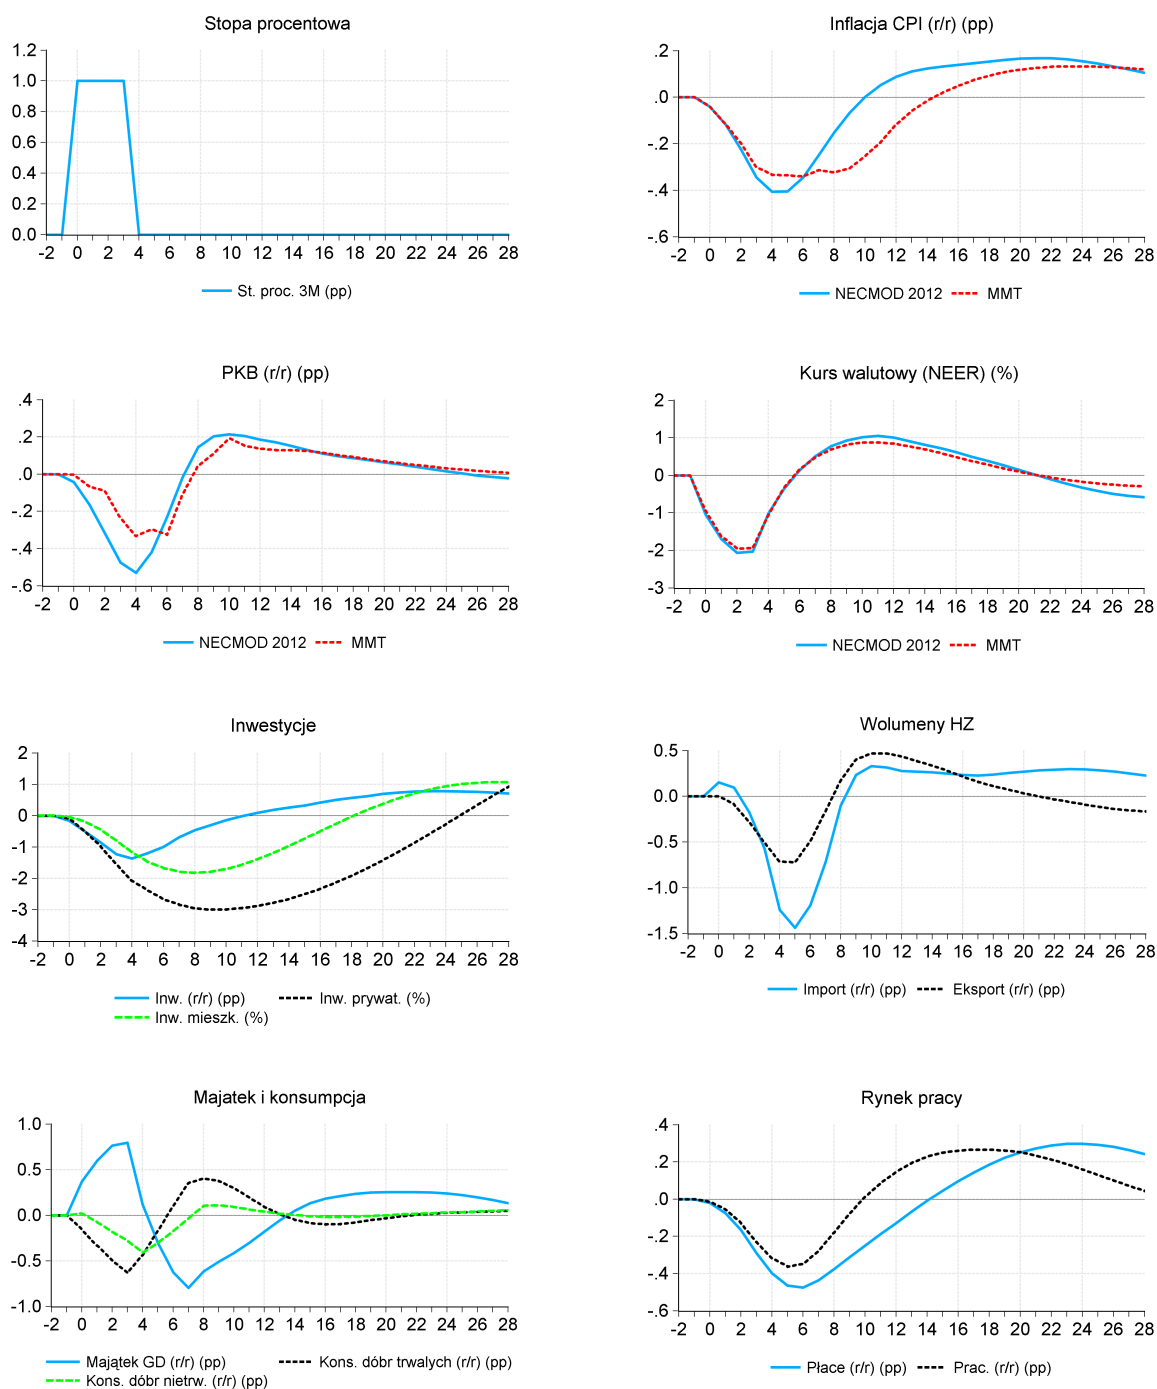 Stopa procentowa
1.2
1.0
0.8
0.6
0.4
0.2
0.0
-2 0 2 4 6 8 10 12 14 16 18 20 22 24 26 28
St. proc. 3M (pp)
Inflacja CPI (r/r) (pp)
.2
.0
-.2
-.4
-.6
-2 0 2 4 6 8 10 12 14 16 18 20 22 24 26 28
NECMOD 2012 MMT
PKB (r/r) (pp)
.4
.2
.0
-.2
-.4
-.6
-2 0 2 4 6 8 10 12 14 16 18 20 22 24 26 28
NECMOD 2012 MMT
Kurs walutowy (NEER) (%)
2
1
0
-1
-2
-3
-2 0 2 4 6 8 10 12 14 16 18 20 22 24 26 28
NECMOD 2012 MMT
Inwestycje
2
1
0
-1
-2
-3
-4
-2 0 2 4 6 8 10 12 14 16 18 20 22 24 26 28
Inw. (r/r) (pp) Inw. prywat. (%)
Inw. mieszk. (%)
Wolumeny HZ
0.5
0.0
-0.5
-1.0
-1.5
-2 0 2 4 6 8 10 12 14 16 18 20 22 24 26 28
Import (r/r) (pp) Eksport (r/r) (pp)
Majatek i konsumpcja
1.0
0.5
0.0
-0.5
-1.0
-2 0 2 4 6 8 10 12 14 16 18 20 22 24 26 28
Majątek GD (r/r) (pp) Kons. dóbr trwalych (r/r) (pp)
Kons. dóbr nietrw. (r/r) (pp)
Rynek pracy
.4
.2
.0
-.2
-.4
-.6
-2 0 2 4 6 8 10 12 14 16 18 20 22 24 26 28
Płace (r/r) (pp) Prac. (r/r) (pp)